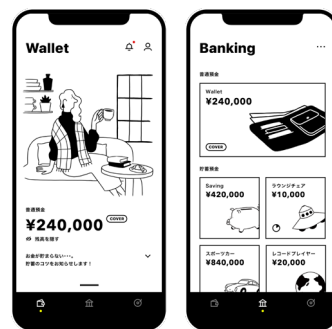 Wallet
普通預金
¥240,000
COVER
残高を隠す
お金が貯まらない・・、
貯蓄のコツをお知らせします！
Banking
普通預金
Wallet
¥240,000
COVER
貯蓄預金
Saving
¥420,000
ラウンジチェア
¥10,000
スポーツカー
¥840,000
レコードプレイヤー
¥20,000